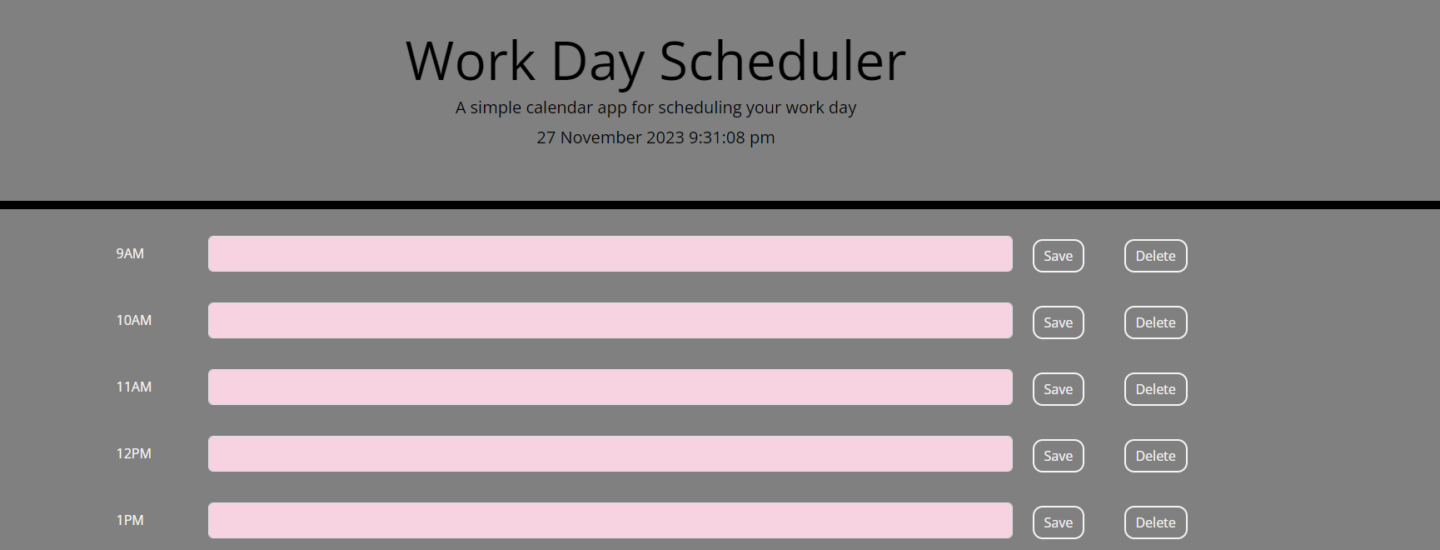 Work Day Scheduler
A simple calendar app for scheduling your work day
27 November 2023 9:31:08 pm
9AM Save Delete
10AM Save Delete
11AM Save Delete
12PM Save Delete
1PM Save Delete